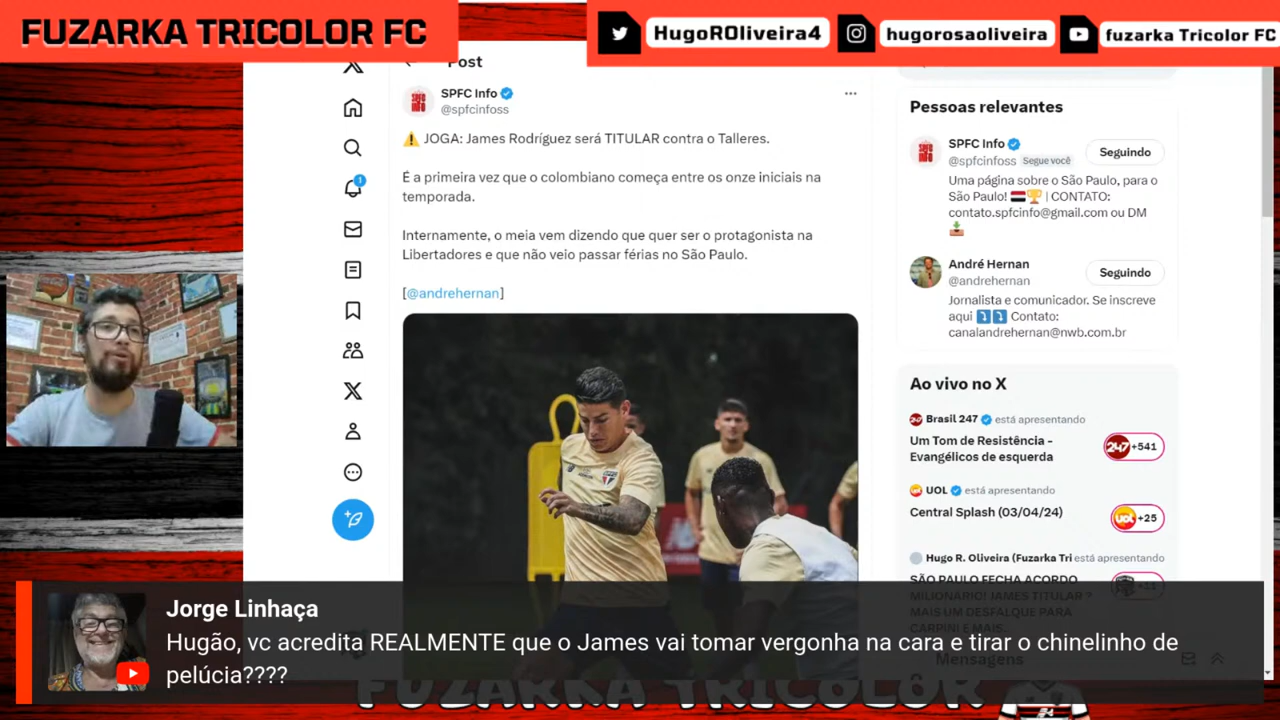 FUZARKA TRICOLOR FC
HugoROliveira4
hugorosaoliveira
fuzarka Tricolor FC
Post
SPFC Info
@spfcinfoss
⚠️ JOGA: James Rodríguez será TITULAR contra o Talleres.
É a primeira vez que o colombiano começa entre os onze iniciais na
temporada.
Internamente, o meia vem dizendo que quer ser o protagonista na
Libertadores e que não veio passar férias no São Paulo.
[@andrehernan]
Pessoas relevantes
SPFC Info
@spfcinfoss Segue você
Seguindo
Uma página sobre o São Paulo, para o
São Paulo! 🇾🇪🏆 | CONTATO:
contato.spfcinfo@gmail.com ou DM
📥
André Hernan
@andrehernan
Seguindo
Jornalista e comunicador. Se inscreve
aqui ⤵️⤵️ Contato:
canalandrehernan@nwb.com.br
Ao vivo no X
Brasil 247 está apresentando
Um Tom de Resistência -
Evangélicos de esquerda
247 +541
UOL está apresentando
Central Splash (03/04/24)
UOL +25
Hugo R. Oliveira (Fuzarka Tri está apresentando
SÃO PAULO FECHA ACORDO
MILIONÁRIO! JAMES TITULAR ?
MAIS UM DESFALQUE PARA
CARPINI E MAIS.
Mensagens
Jorge Linhaça
Hugão, vc acredita REALMENTE que o James vai tomar vergonha na cara e tirar o chinelinho de
pelúcia????
FUZARKA TRICOLOR